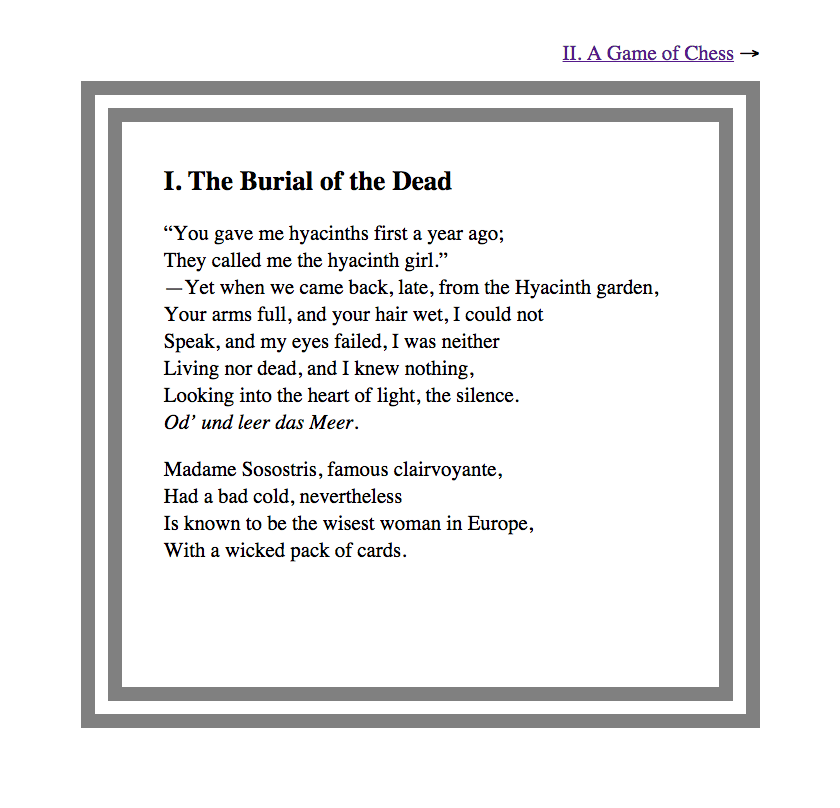 II. A Game of Chess →
I. The Burial of the Dead
“You gave me hyacinths first a year ago;
They called me the hyacinth girl.”
—Yet when we came back, late, from the Hyacinth garden,
Your arms full, and your hair wet, I could not
Speak, and my eyes failed, I was neither
Living nor dead, and I knew nothing,
Looking into the heart of light, the silence.
Od’ und leer das Meer.
Madame Sosostris, famous clairvoyante,
Had a bad cold, nevertheless
Is known to be the wisest woman in Europe,
With a wicked pack of cards.